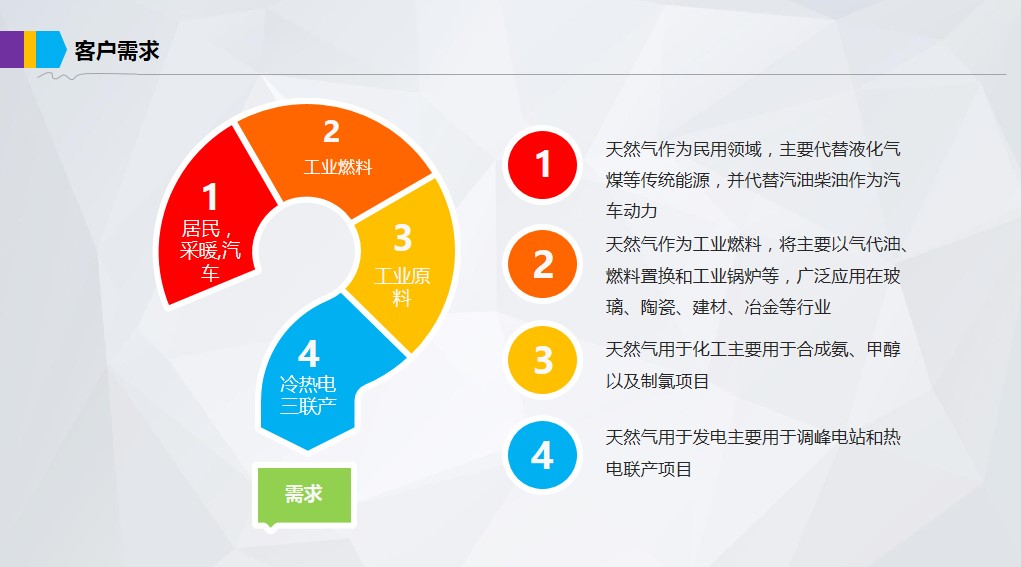 客户需求
1
居民，
采暖,汽
车
2
工业燃料
3
工业原
料
4
冷热电
三联产
需求
1
天然气作为民用领域，主要代替液化气
煤等传统能源，并代替汽油柴油作为汽
车动力
2
天然气作为工业燃料，将主要以气代油、
燃料置换和工业锅炉等，广泛应用在玻
璃、陶瓷、建材、冶金等行业
3
天然气用于化工主要用于合成氨、甲醇
以及制氯项目
4
天然气用于发电主要用于调峰电站和热
电联产项目